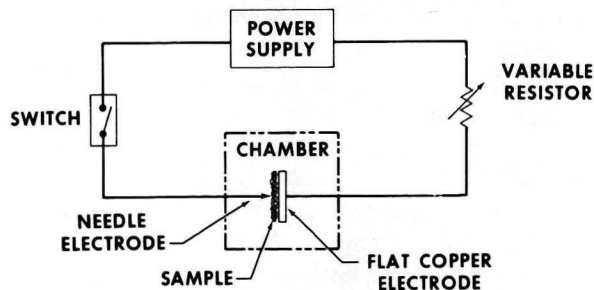 POWER
SUPPLY
VARIABLE
RESISTOR
SWITCH
CHAMBER
NEEDLE
ELECTRODE
SAMPLE
FLAT COPPER
ELECTRODE